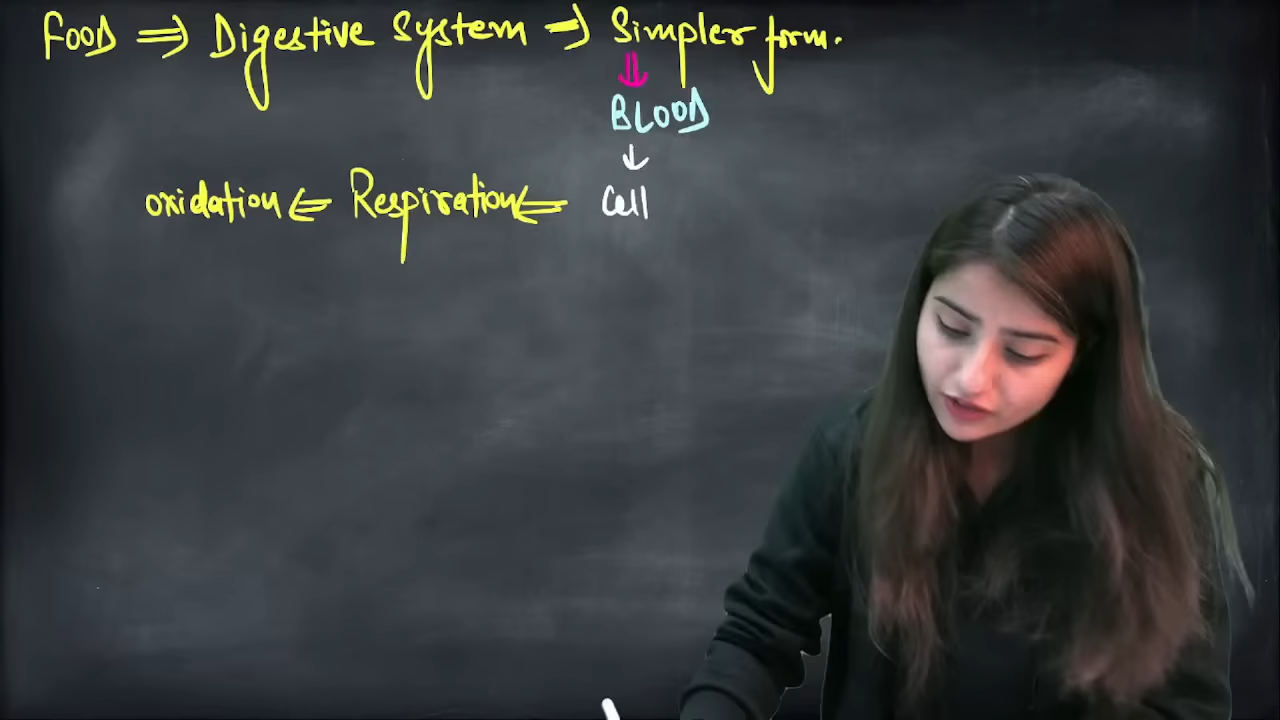 FOOD ⇒ Digestive System ⇒ Simpler form.
⇓
BLOOD
↓
oxidation ⇐ Respiration ⇐ Cell